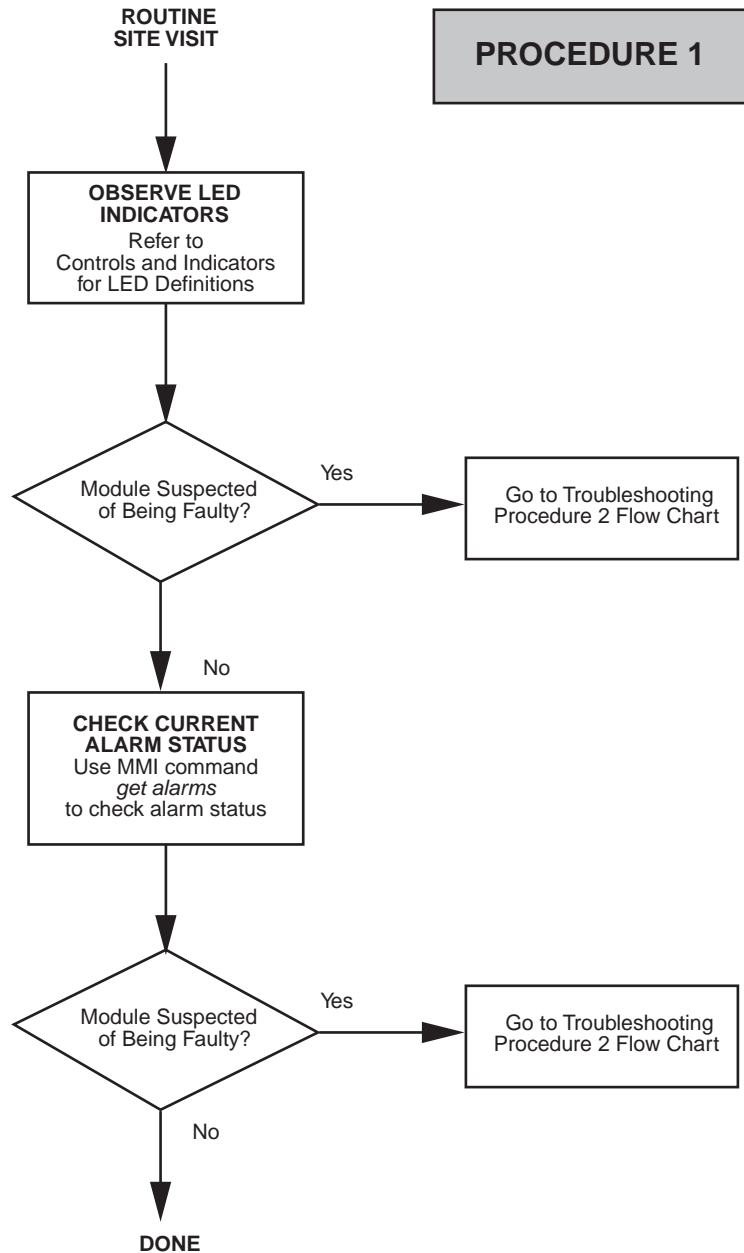 ROUTINE
SITE VISIT
PROCEDURE 1
OBSERVE LED
INDICATORS
Refer to
Controls and Indicators
for LED Definitions
Module Suspected
of Being Faulty?
Yes
Go to Troubleshooting
Procedure 2 Flow Chart
No
CHECK CURRENT
ALARM STATUS
Use MMI command
get alarms
to check alarm status
Module Suspected
of Being Faulty?
Yes
Go to Troubleshooting
Procedure 2 Flow Chart
No
DONE